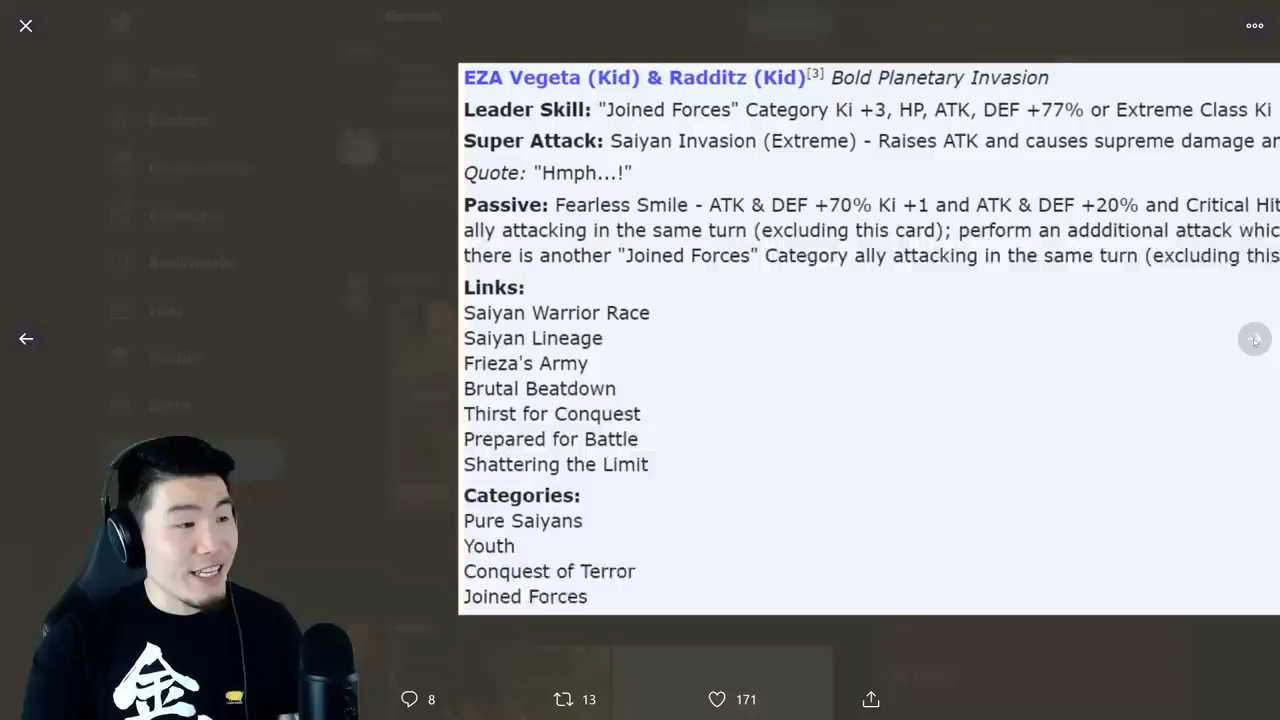 EZA Vegeta (Kid) & Radditz (Kid)[3] Bold Planetary Invasion
Leader Skill: "Joined Forces" Category Ki +3, HP, ATK, DEF +77% or Extreme Class Ki
Super Attack: Saiyan Invasion (Extreme) - Raises ATK and causes supreme damage
Quote: "Hmph...!"
Passive: Fearless Smile - ATK & DEF +70% Ki +1 and ATK & DEF +20% and Critical Hit
ally attacking in the same turn (excluding this card); perform an addditional attack
there is another "Joined Forces" Category ally attacking in the same turn (excluding this
Links:
Saiyan Warrior Race
Saiyan Lineage
Frieza's Army
Brutal Beatdown
Thirst for Conquest
Prepared for Battle
Shattering the Limit
Categories:
Pure Saiyans
Youth
Conquest of Terror
Joined Forces
金
8 13 171